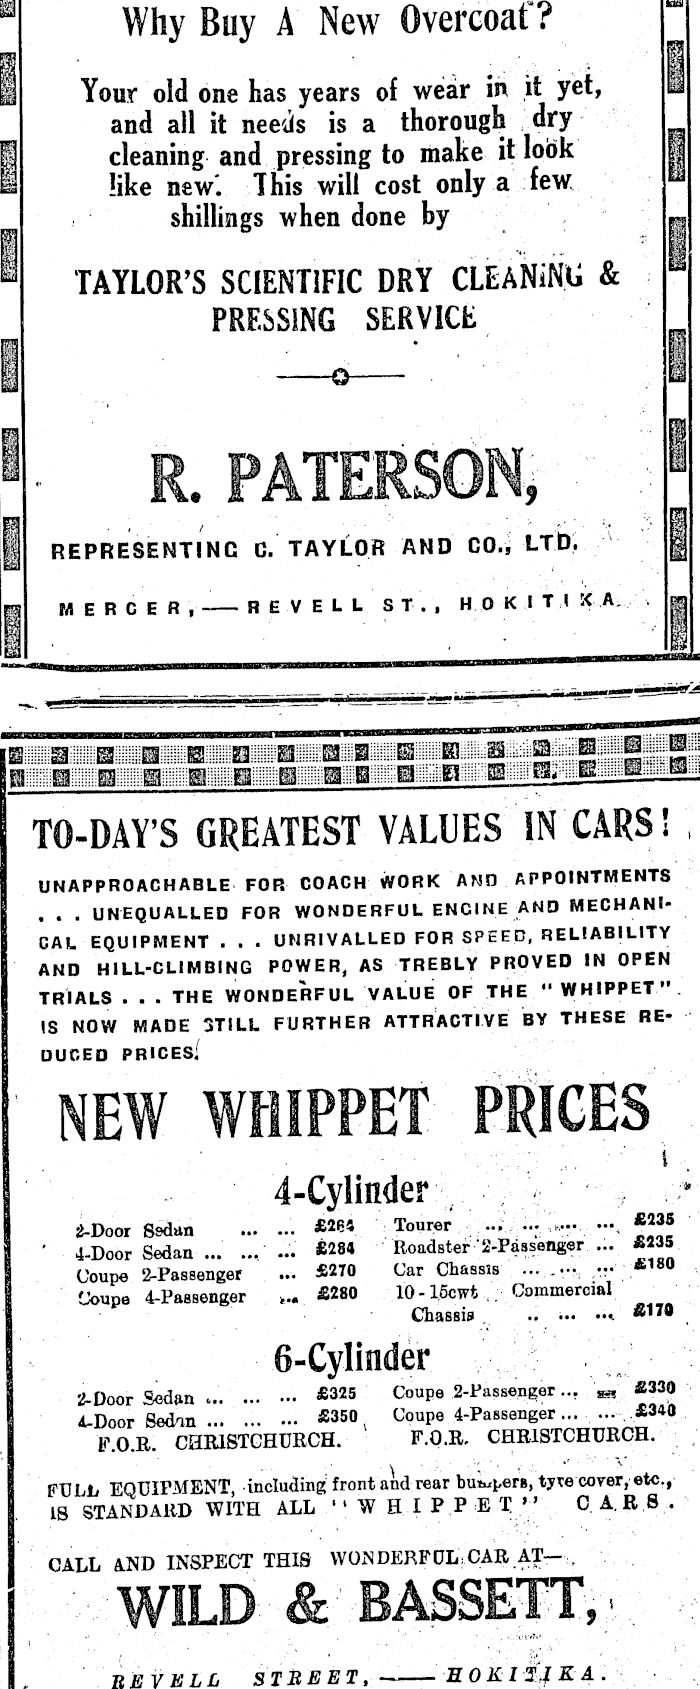 Why Buy A New Overcoat?
Your old one has years of wear in it yet,
and all it needs is a thorough dry
cleaning and pressing to make it look
like new. This will cost only a few
shillings when done by
TAYLOR'S SCIENTIFIC DRY CLEANING &
PRESSING SERVICE
R. PATERSON,
REPRESENTING C. TAYLOR AND CO., LTD.
MERCER,—REVELL ST., HOKITIKA
TO-DAY'S GREATEST VALUES IN CARS!
UNAPPROACHABLE FOR COACH WORK AND APPOINTMENTS
. . . UNEQUALLED FOR WONDERFUL ENGINE AND MECHANI-
CAL EQUIPMENT . . . UNRIVALLED FOR SPEED, RELIABILITY
AND HILL-CLIMBING POWER, AS TREBLY PROVED IN OPEN
TRIALS . . . THE WONDERFUL VALUE OF THE "WHIPPET"
IS NOW MADE STILL FURTHER ATTRACTIVE BY THESE RE-
DUCED PRICES.
NEW WHIPPET PRICES
4-Cylinder
2-Door Sedan ... ... £264
4-Door Sedan ... ... ... £284
Coupe 2-Passenger ... £270
Coupe 4-Passenger ... £280
Tourer ... ... ... ... £235
Roadster 2-Passenger ... £235
Car Chassis ... ... ... £180
10-15cwt Commercial
Chassis .. ... ... £170
6-Cylinder
2-Door Sedan ... ... ... £325
4-Door Sedan ... ... ... £350
F.O.R. CHRISTCHURCH.
Coupe 2-Passenger ... ... £330
Coupe 4-Passenger ... ... £340
F.O.R. CHRISTCHURCH.
FULL EQUIPMENT, including front and rear bumpers, tyre cover, etc.,
IS STANDARD WITH ALL "WHIPPET" CARS.
CALL AND INSPECT THIS WONDERFUL CAR AT—
WILD & BASSETT,
REVELL STREET, — HOKITIKA.